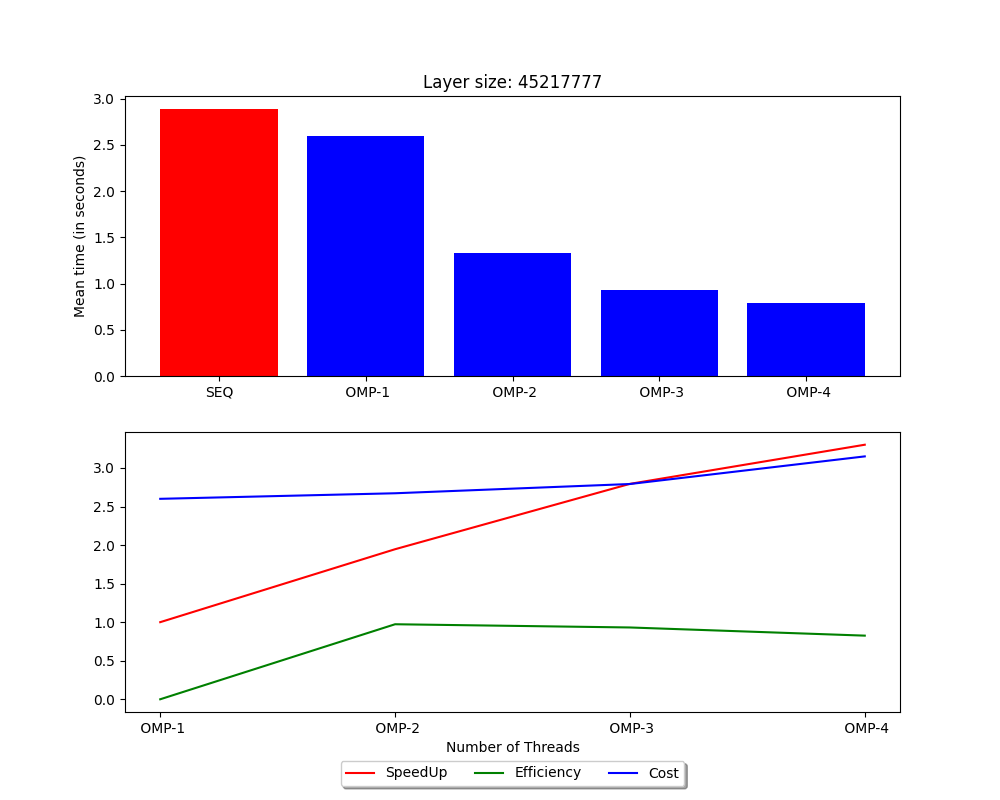 Layer size: 45217777
Mean time (in seconds)
3.0
2.5
2.0
1.5
1.0
0.5
0.0
SEQ OMP-1 OMP-2 OMP-3 OMP-4
3.0
2.5
2.0
1.5
1.0
0.5
0.0
OMP-1 OMP-2 OMP-3 OMP-4
Number of Threads
SpeedUp Efficiency Cost